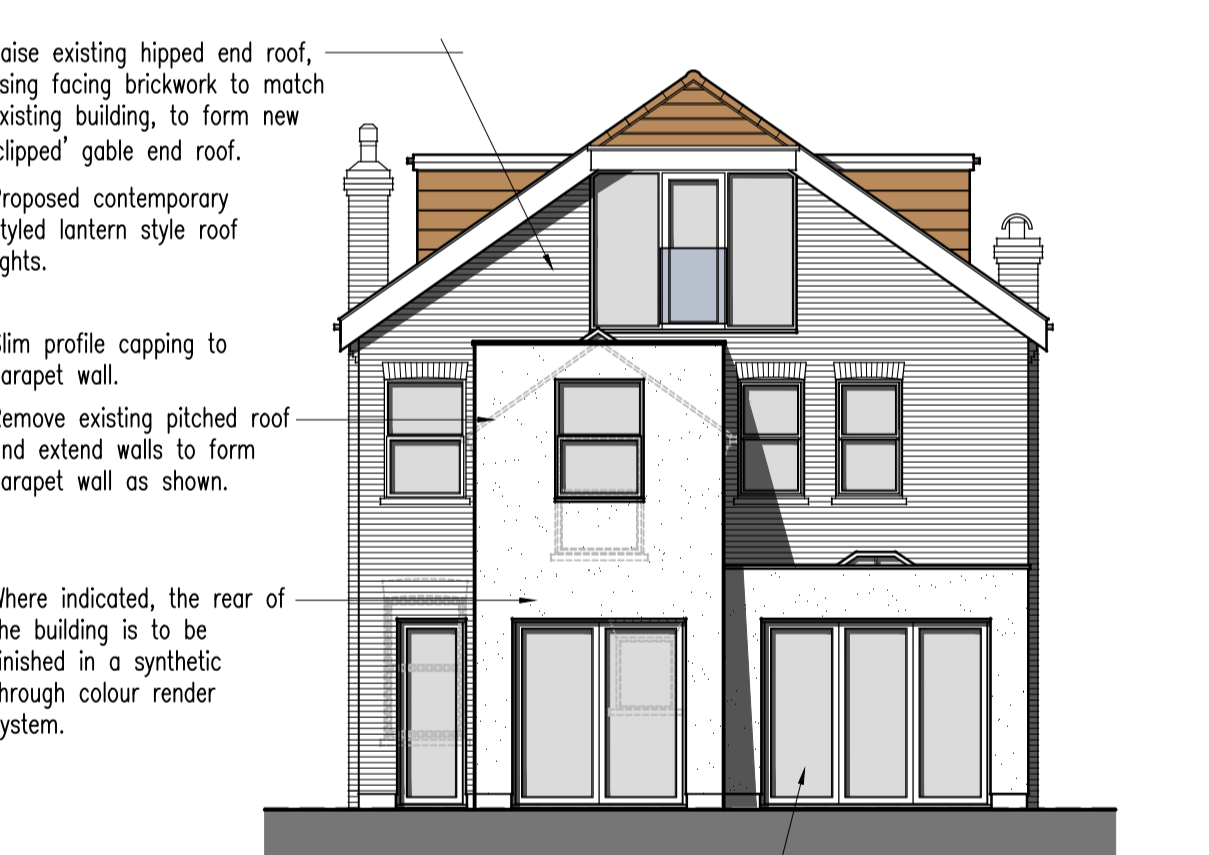 aise existing hipped end roof,
sing facing brickwork to match
xisting building, to form new
clipped' gable end roof.
roposed contemporary
tyled lantern style roof
ghts.
lim profile capping to
arapet wall.
emove existing pitched roof
nd extend walls to form
arapet wall as shown.
here indicated, the rear of
he building is to be
inished in a synthetic
hrough colour render
ystem.